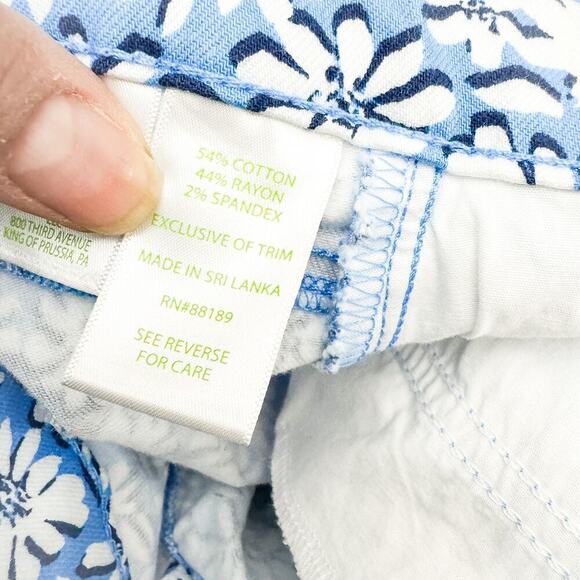 54% COTTON
44% RAYON
2% SPANDEX
EXCLUSIVE OF TRIM
MADE IN SRI LANKA
RN#88189
SEE REVERSE
FOR CARE
800 THIRD AVENUE
KING OF PRUSSIA, PA